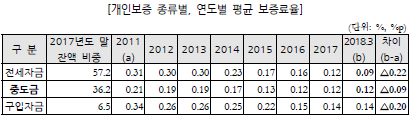 [개인보증 종류별, 연도별 평균 보증료율]
(단위: %, %p)
구 분 2017년도 말 잔액 비중 2011 (a) 2012 2013 2014 2015 2016 2017 2018.3 (b) 차이 (b-a)
전세자금 57.2 0.31 0.30 0.30 0.23 0.17 0.16 0.12 0.09 △0.22
중도금 36.2 0.21 0.19 0.19 0.17 0.13 0.12 0.12 0.12 △0.09
구입자금 6.5 0.34 0.26 0.26 0.25 0.22 0.15 0.14 0.14 △0.20